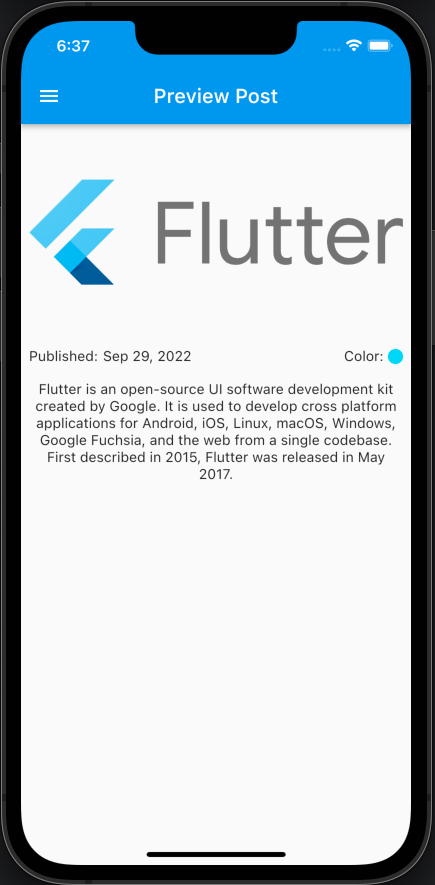 6:37
Preview Post
Flutter
Published: Sep 29, 2022
Color:
Flutter is an open-source UI software development kit
created by Google. It is used to develop cross platform
applications for Android, iOS, Linux, macOS, Windows,
Google Fuchsia, and the web from a single codebase.
First described in 2015, Flutter was released in May
2017.